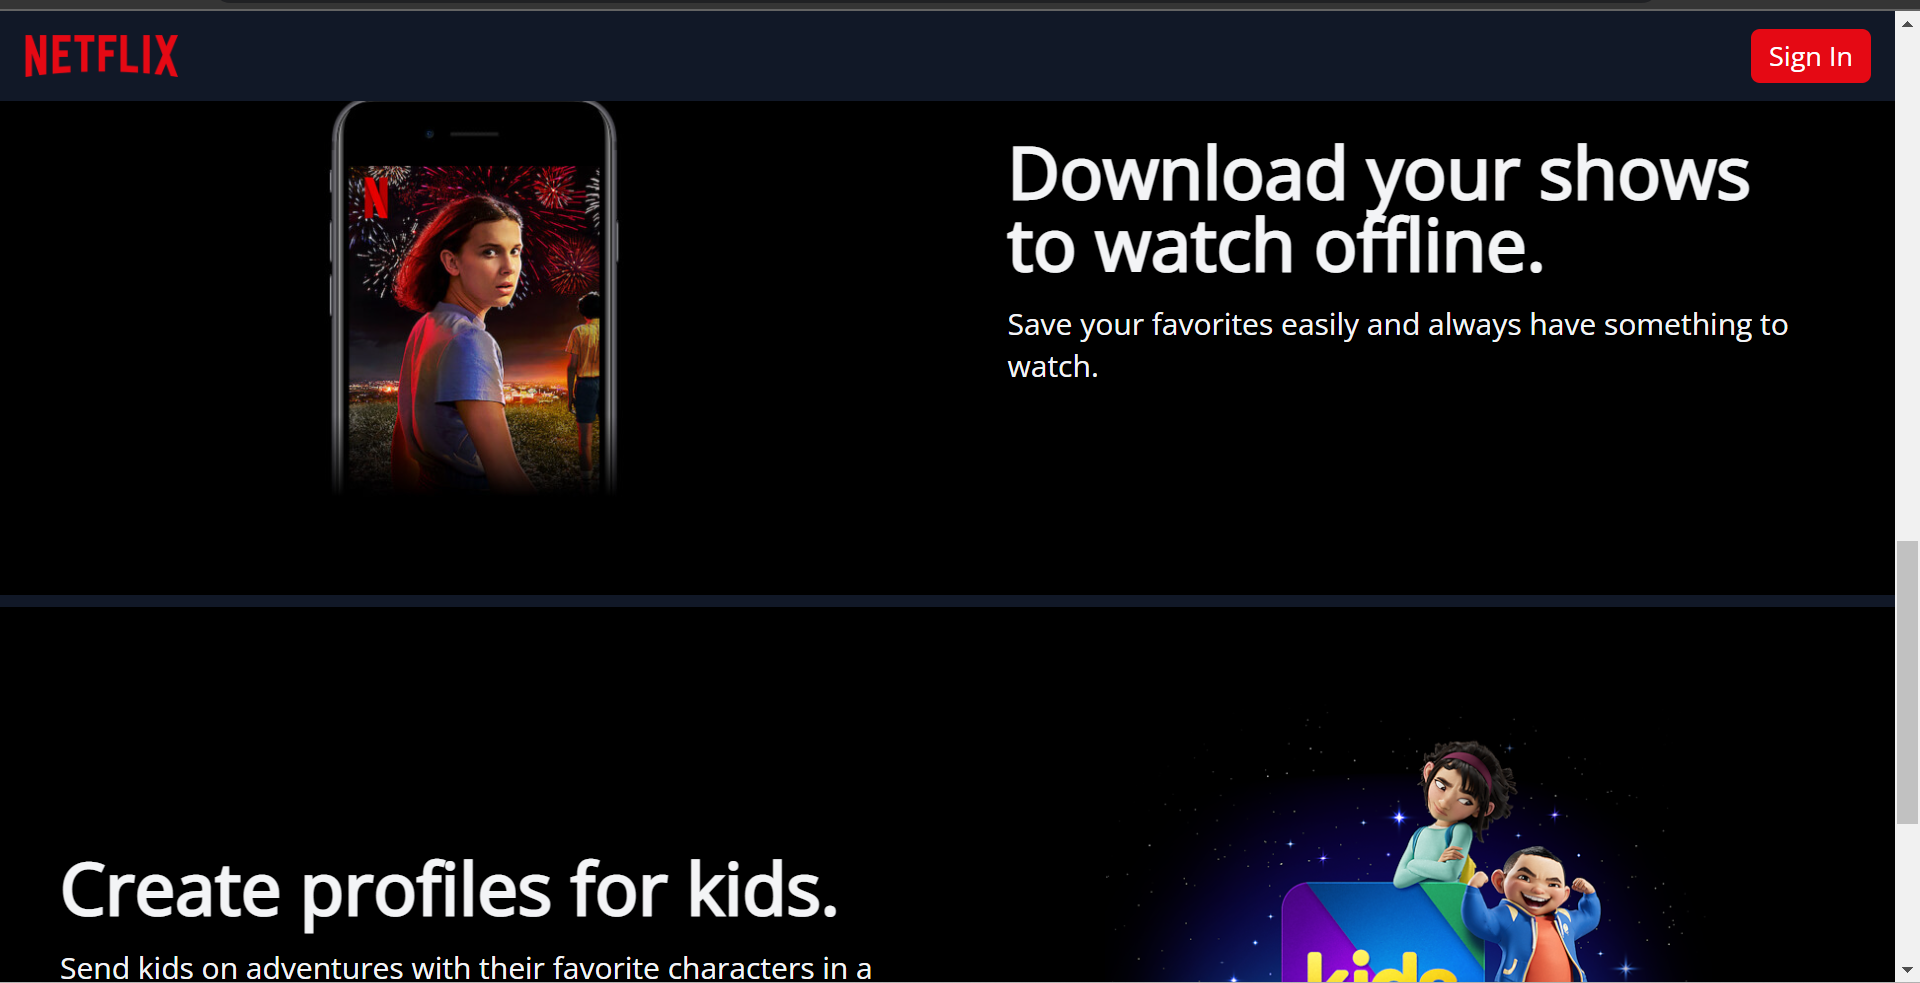 NETFLIX
Sign In
N
Download your shows
to watch offline.
Save your favorites easily and always have something to
watch.
Create profiles for kids.
Send kids on adventures with their favorite characters in a
kids
J